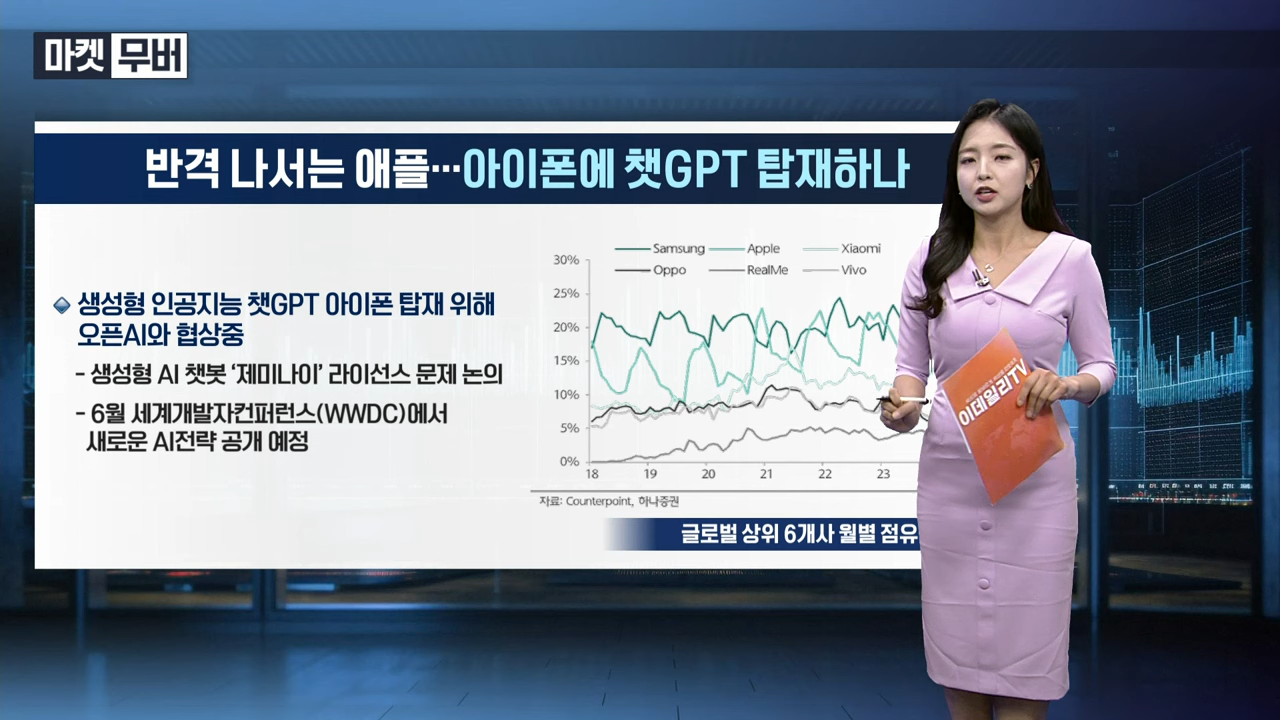 마켓무버
반격 나서는 애플…아이폰에 챗GPT 탑재하나
생성형 인공지능 챗GPT 아이폰 탑재 위해
오픈AI와 협상중
- 생성형 AI 챗봇 ‘제미나이’ 라이선스 문제 논의
- 6월 세계개발자컨퍼런스(WWDC)에서
새로운 AI전략 공개 예정
Samsung Apple Xiaomi
Oppo RealMe Vivo
30%
25%
20%
15%
10%
5%
0%
18 19 20 21 22 23
자료: Counterpoint, 하나증권
글로벌 상위 6개사 월별 점유
이데일리TV